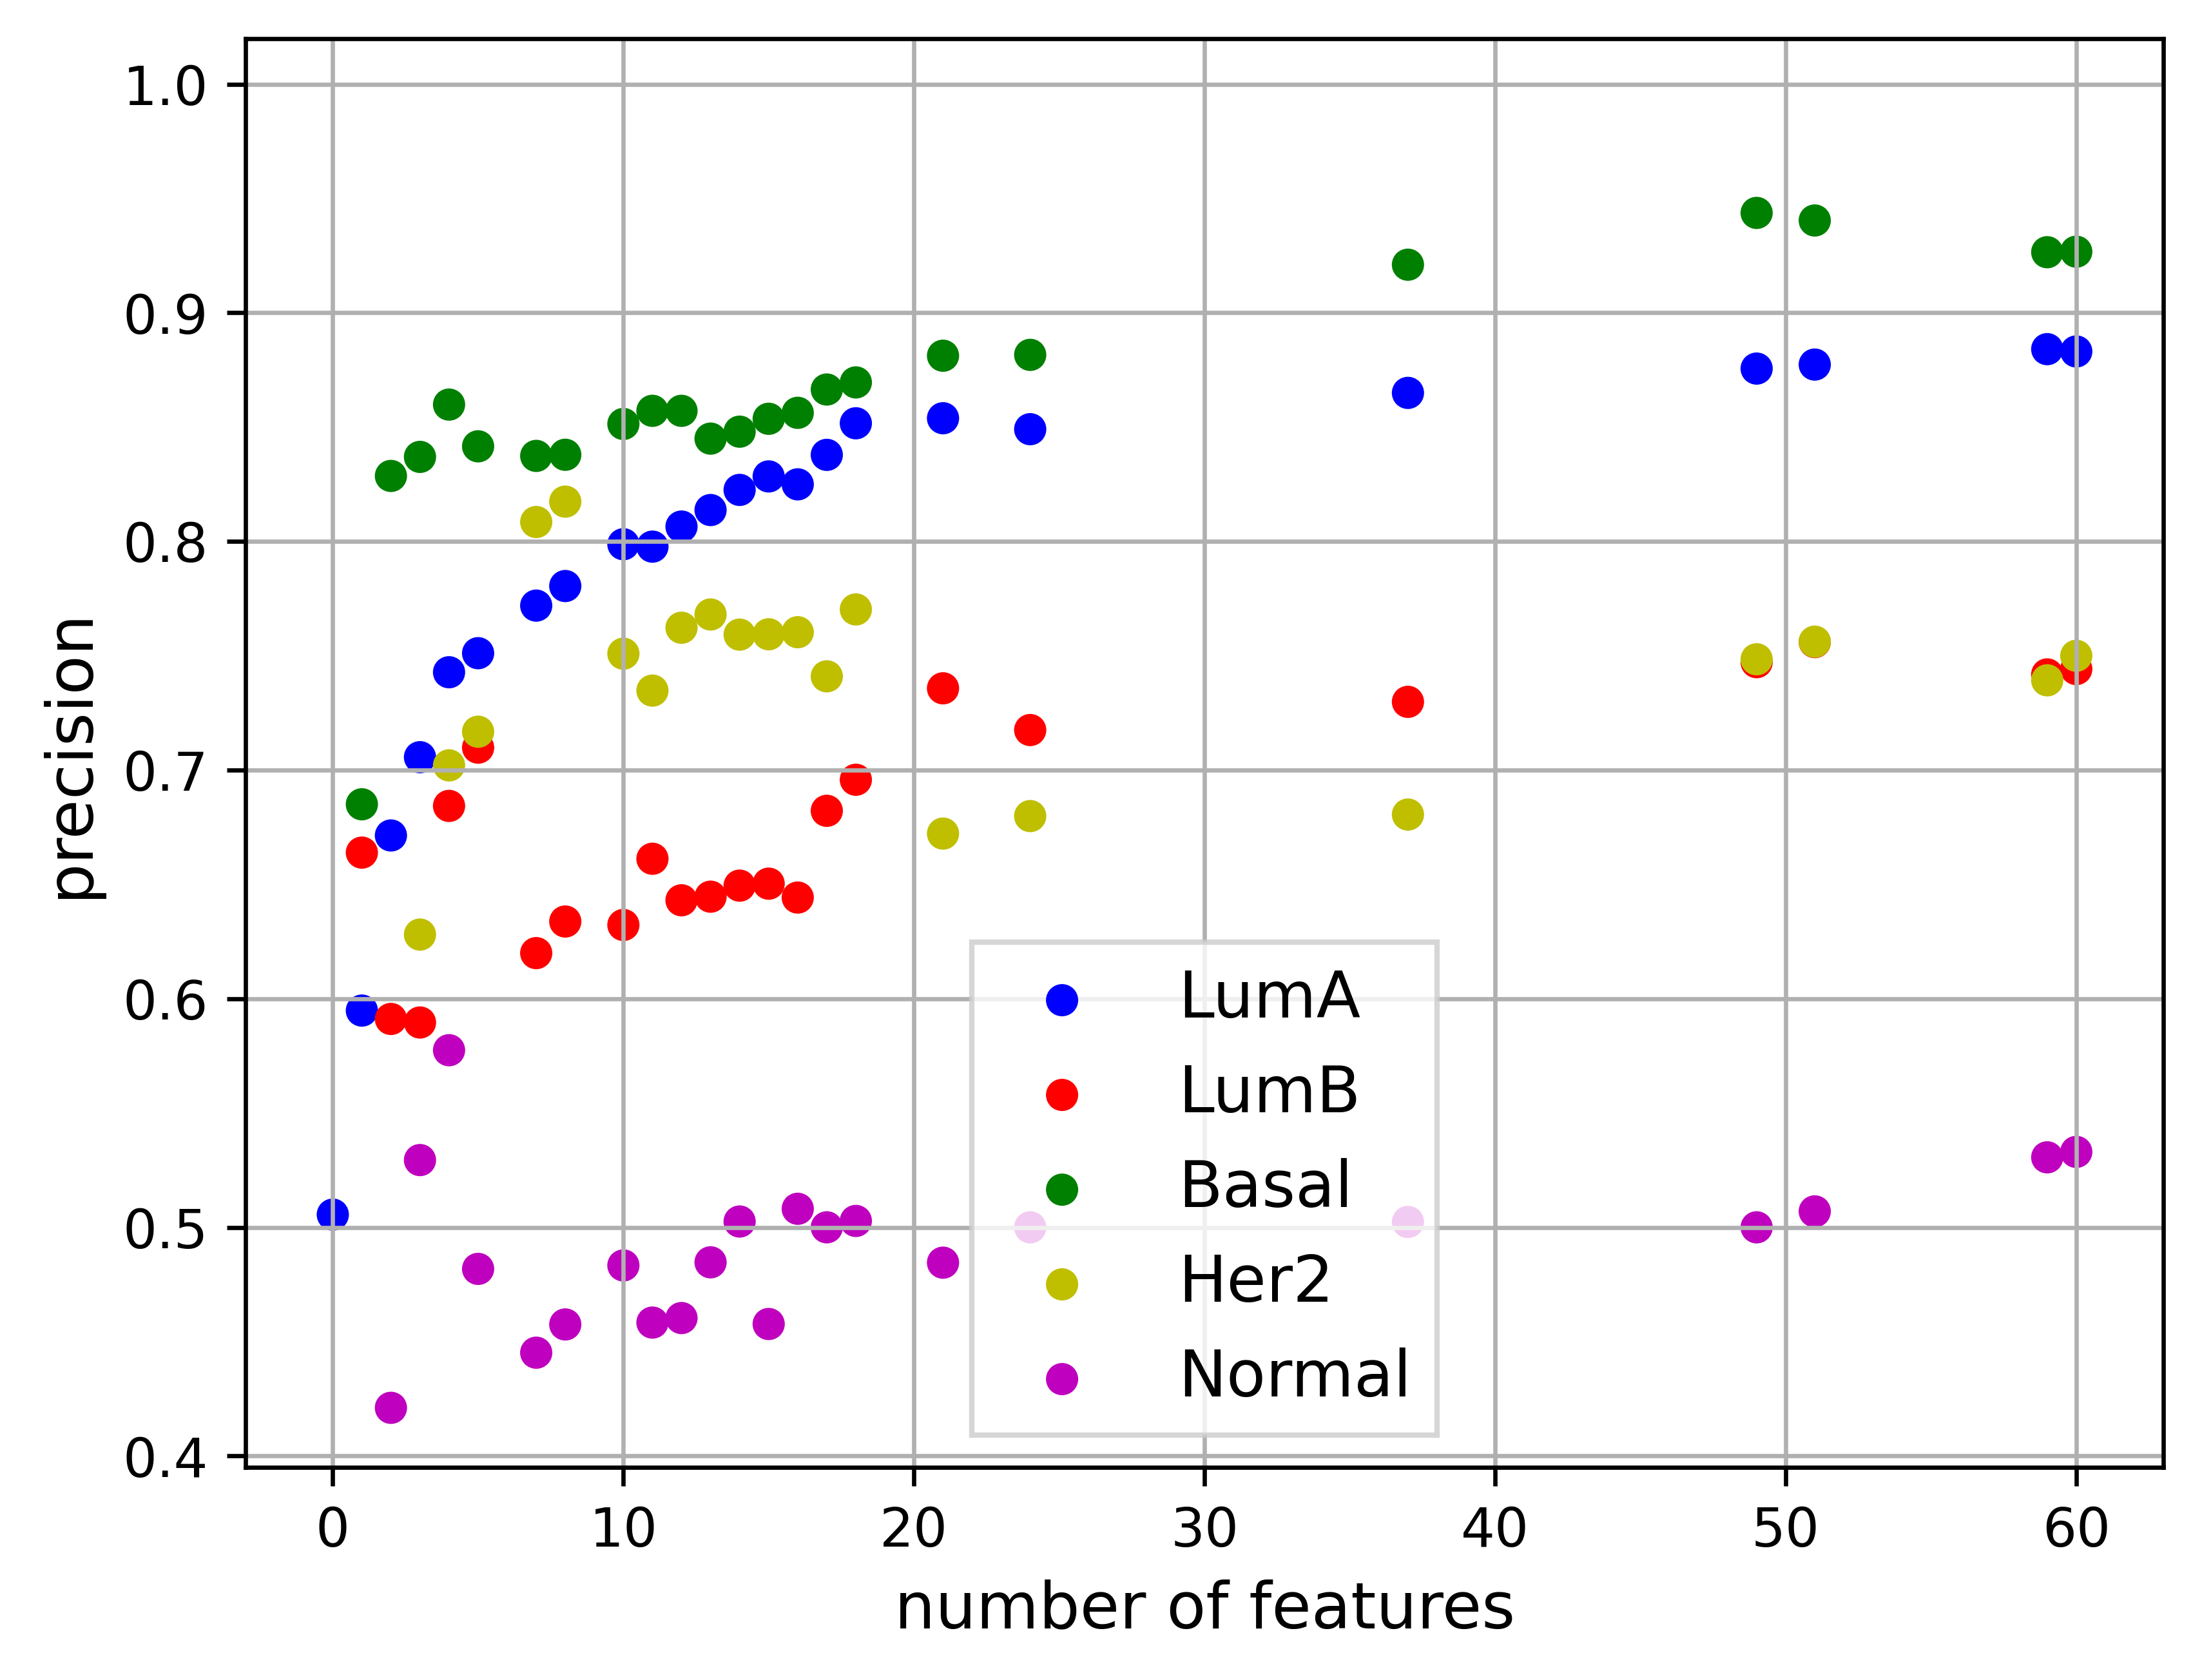 1.0
0.9
0.8
0.7
0.6
0.5
0.4
precision
0 10 20 30 40 50 60
number of features
LumA
LumB
Basal
Her2
Normal